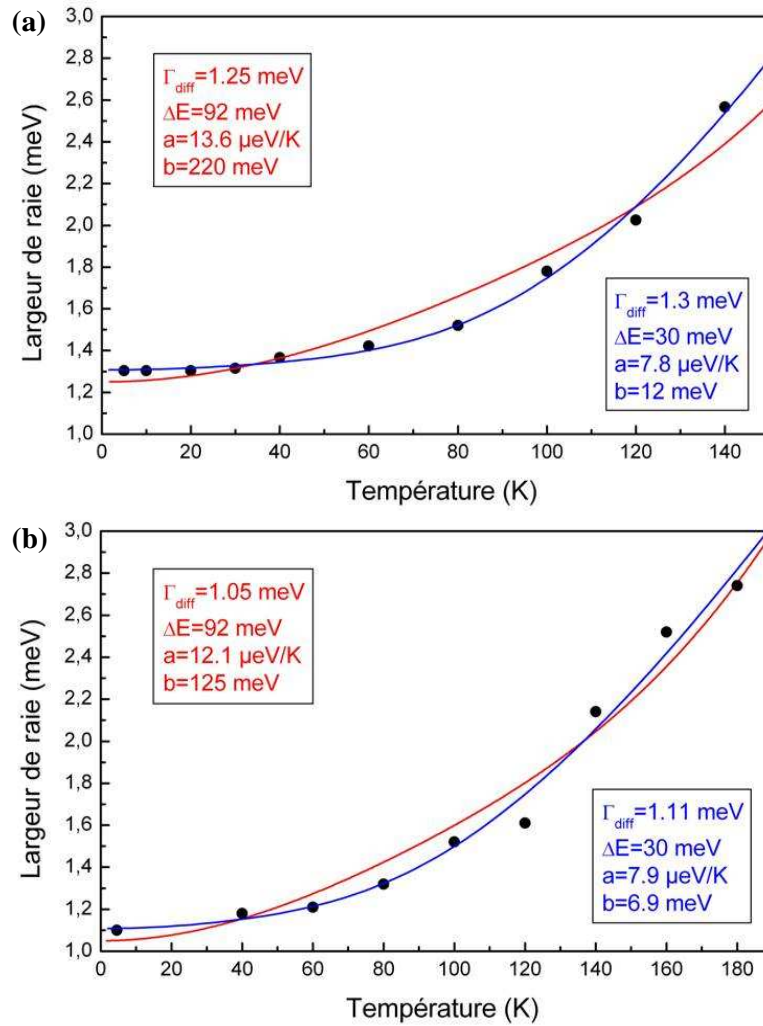 (a)
3,0
2,8
2,6
2,4
2,2
2,0
1,8
1,6
1,4
1,2
1,0
Largeur de raie (meV)
Γdiff=1.25 meV
ΔE=92 meV
a=13.6 µeV/K
b=220 meV
Γdiff=1.3 meV
ΔE=30 meV
a=7.8 µeV/K
b=12 meV
0 20 40 60 80 100 120 140
Température (K)
(b)
3,0
2,8
2,6
2,4
2,2
2,0
1,8
1,6
1,4
1,2
1,0
Largeur de raie (meV)
Γdiff=1.05 meV
ΔE=92 meV
a=12.1 µeV/K
b=125 meV
Γdiff=1.11 meV
ΔE=30 meV
a=7.9 µeV/K
b=6.9 meV
0 20 40 60 80 100 120 140 160 180
Température (K)